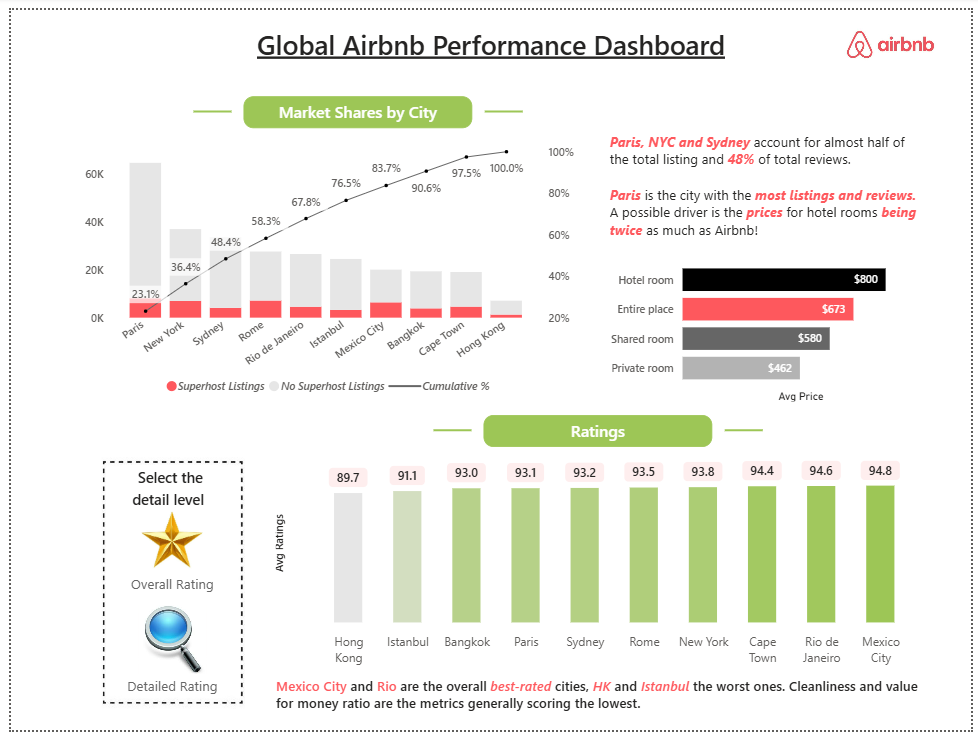 Global Airbnb Performance Dashboard
airbnb
Market Shares by City
60K
40K
20K
0K
100%
80%
60%
40%
20%
23.1%
36.4%
48.4%
58.3%
67.8%
76.5%
83.7%
90.6%
97.5%
100.0%
Paris
New York
Sydney
Rome
Rio de Janeiro
Istanbul
Mexico City
Bangkok
Cape Town
Hong Kong
Superhost Listings
No Superhost Listings
Cumulative %
Paris, NYC and Sydney account for almost half of
the total listing and 48% of total reviews.
Paris is the city with the most listings and reviews.
A possible driver is the prices for hotel rooms being
twice as much as Airbnb!
Hotel room $800
Entire place $673
Shared room $580
Private room $462
Avg Price
Ratings
Select the
detail level
Overall Rating
Detailed Rating
Avg Ratings
89.7
91.1
93.0
93.1
93.2
93.5
93.8
94.4
94.6
94.8
Hong
Kong
Istanbul
Bangkok
Paris
Sydney
Rome
New York
Cape
Town
Rio de
Janeiro
Mexico
City
Mexico City and Rio are the overall best-rated cities, HK and Istanbul the worst ones. Cleanliness and value
for money ratio are the metrics generally scoring the lowest.